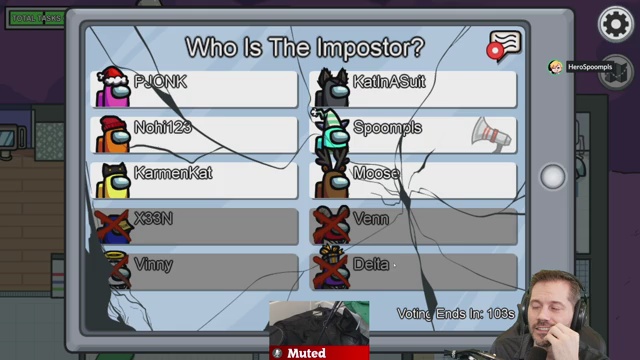 TOTAL TASKS
Who Is The Impostor?
PJONK
KatInASuit
Nohi123
Spoompls
KarmenKat
Moose
X33N
Venn
Vinny
Delta
Voting Ends In: 103s
HeroSpoompls
Muted